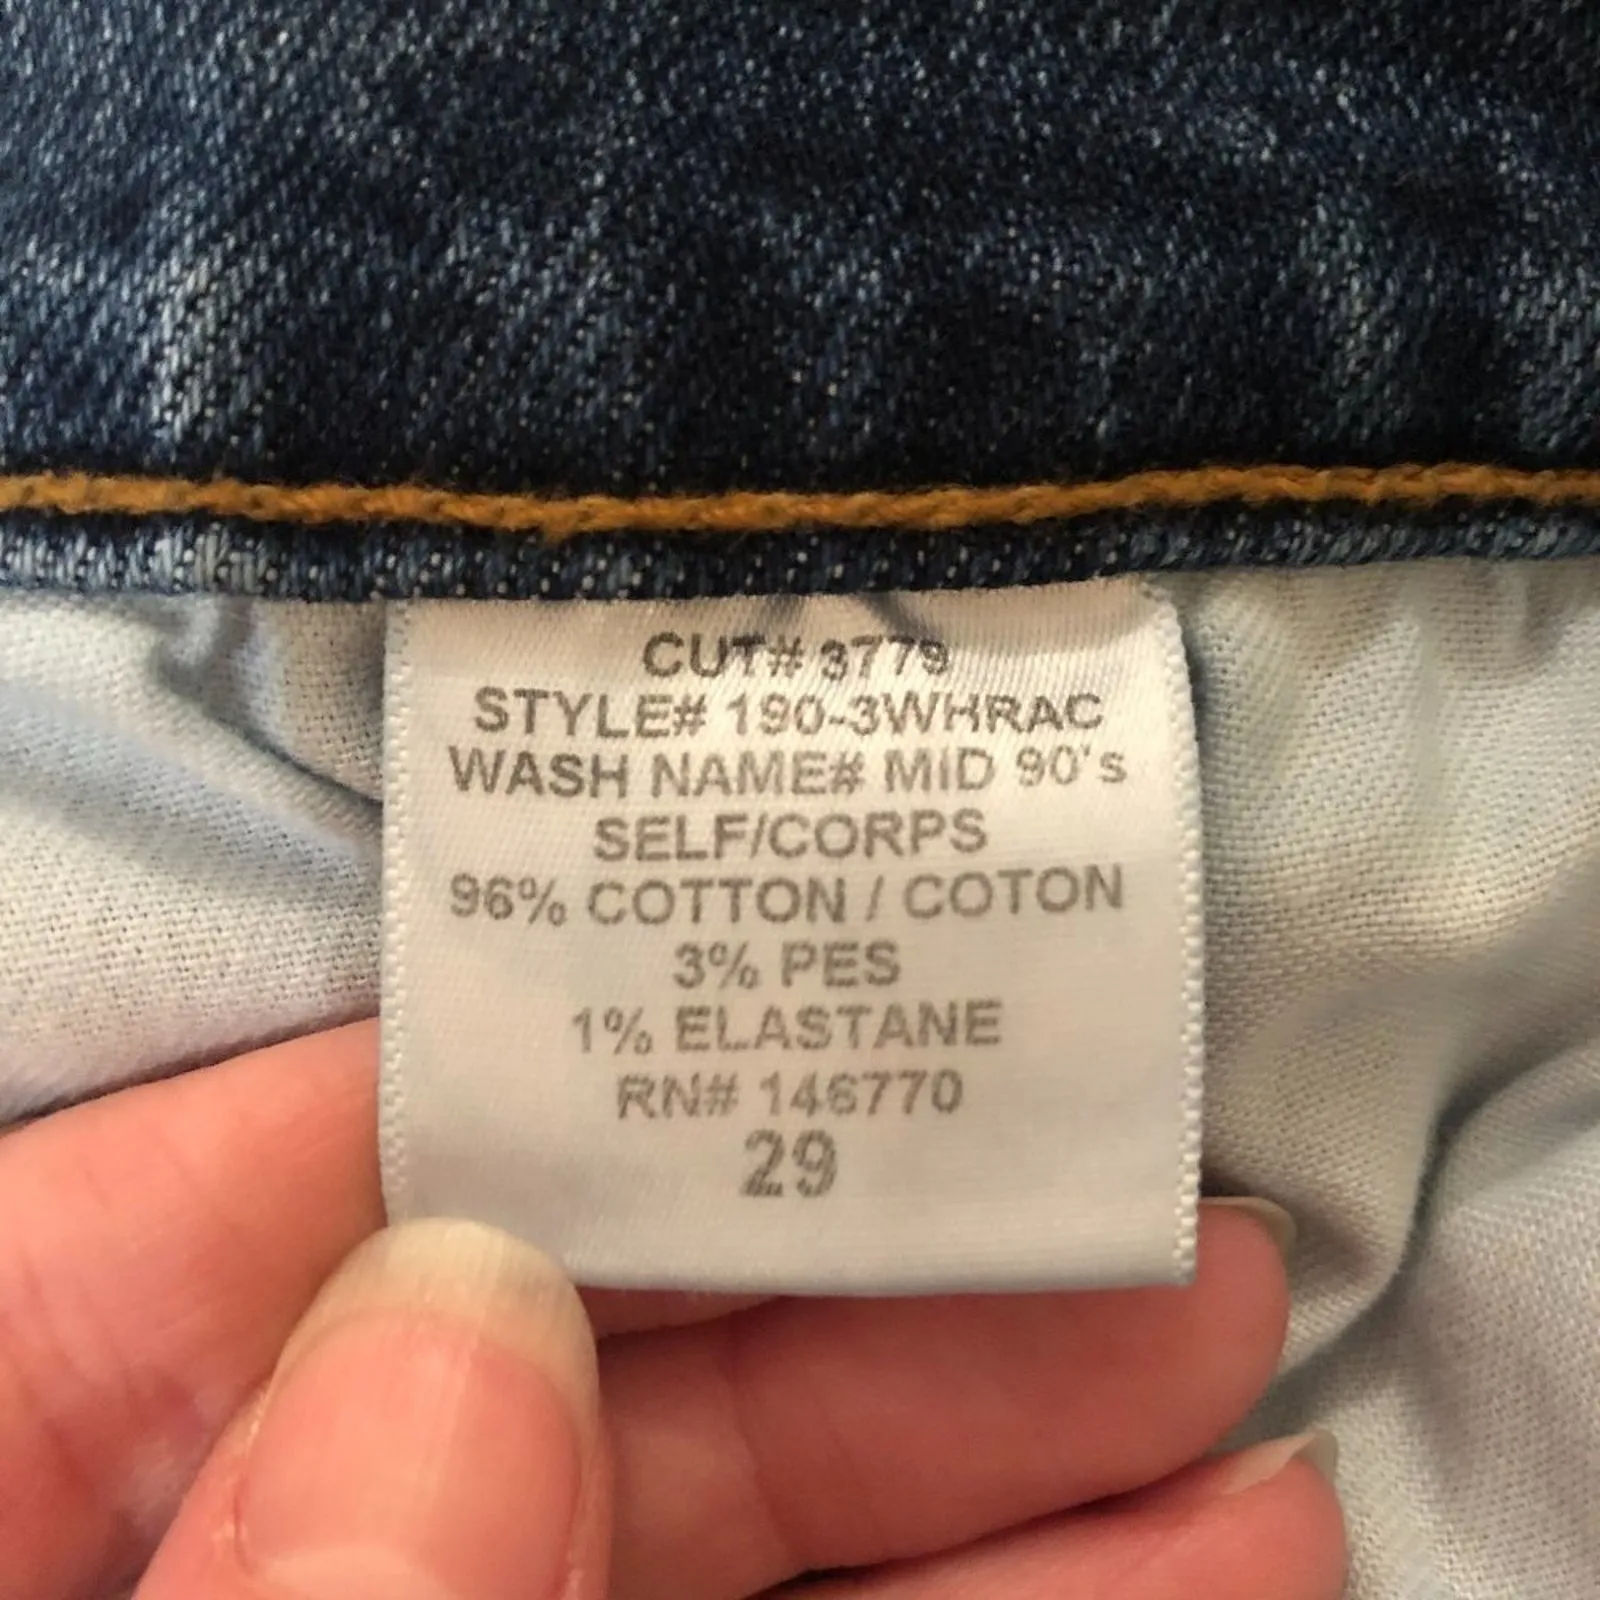 CUT# 3779
STYLE# 190-3WHRAC
WASH NAME# MID 90's
SELF/CORPS
96% COTTON / COTON
3% PES
1% ELASTANE
RN# 146770
29